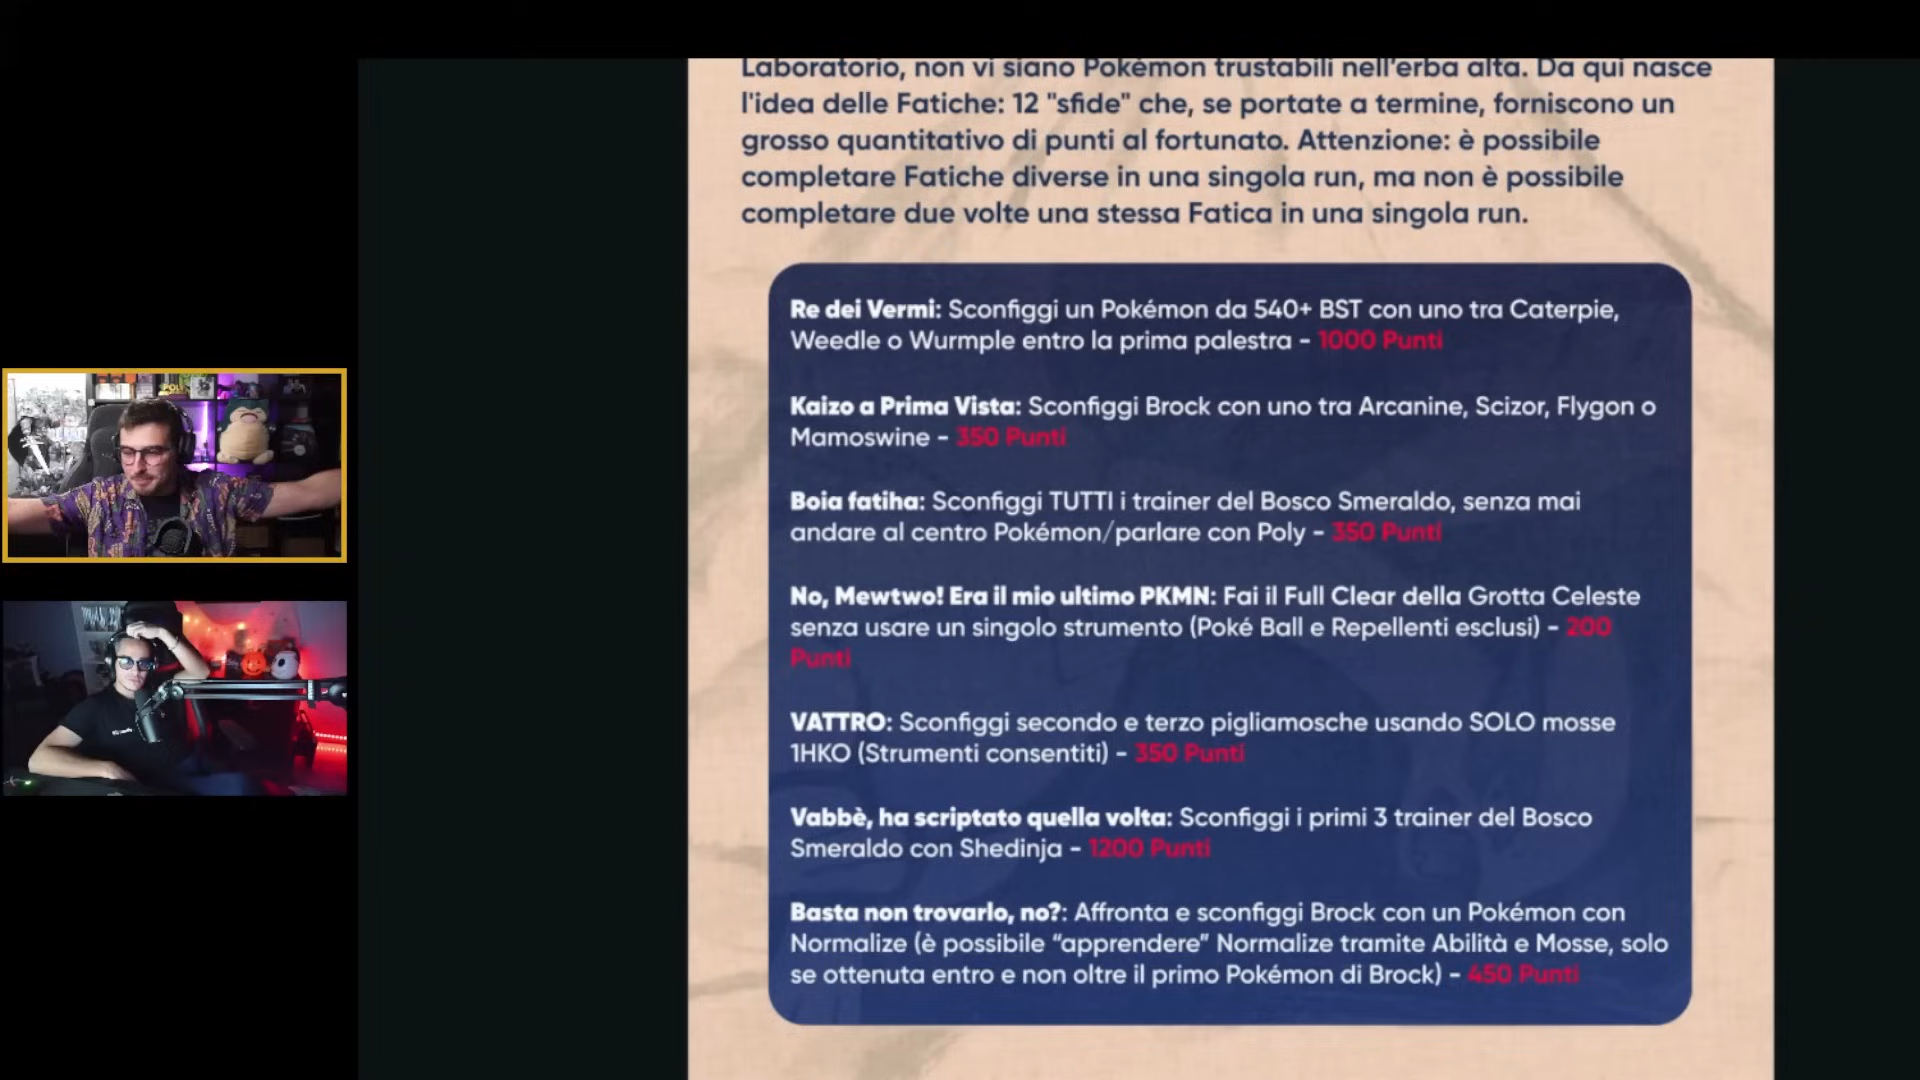 Laboratorio, non vi siano Pokémon trustabili nell'erba alta. Da qui nasce
l'idea delle Fatiche: 12 "sfide" che, se portate a termine, forniscono un
grosso quantitativo di punti al fortunato. Attenzione: è possibile
completare Fatiche diverse in una singola run, ma non è possibile
completare due volte una stessa Fatica in una singola run.
Re dei Vermi: Sconfiggi un Pokémon da 540+ BST con uno tra Caterpie,
Weedle o Wurmple entro la prima palestra - 1000 Punti
Kaizo a Prima Vista: Sconfiggi Brock con uno tra Arcanine, Scizor, Flygon o
Mamoswine - 350 Punti
Boia fatiha: Sconfiggi TUTTI i trainer del Bosco Smeraldo, senza mai
andare al centro Pokémon/parlare con Poly - 350 Punti
No, Mewtwo! Era il mio ultimo PKMN: Fai il Full Clear della Grotta Celeste
senza usare un singolo strumento (Poké Ball e Repellenti esclusi) - 200
Punti
VATTRO: Sconfiggi secondo e terzo pigliamosche usando SOLO mosse
1HKO (Strumenti consentiti) - 350 Punti
Vabbè, ha scriptato quella volta: Sconfiggi i primi 3 trainer del Bosco
Smeraldo con Shedinja - 1200 Punti
Basta non trovarlo, no?: Affronta e sconfiggi Brock con un Pokémon con
Normalize (è possibile “apprendere” Normalize tramite Abilità e Mosse, solo
se ottenuta entro e non oltre il primo Pokémon di Brock) - 450 Punti